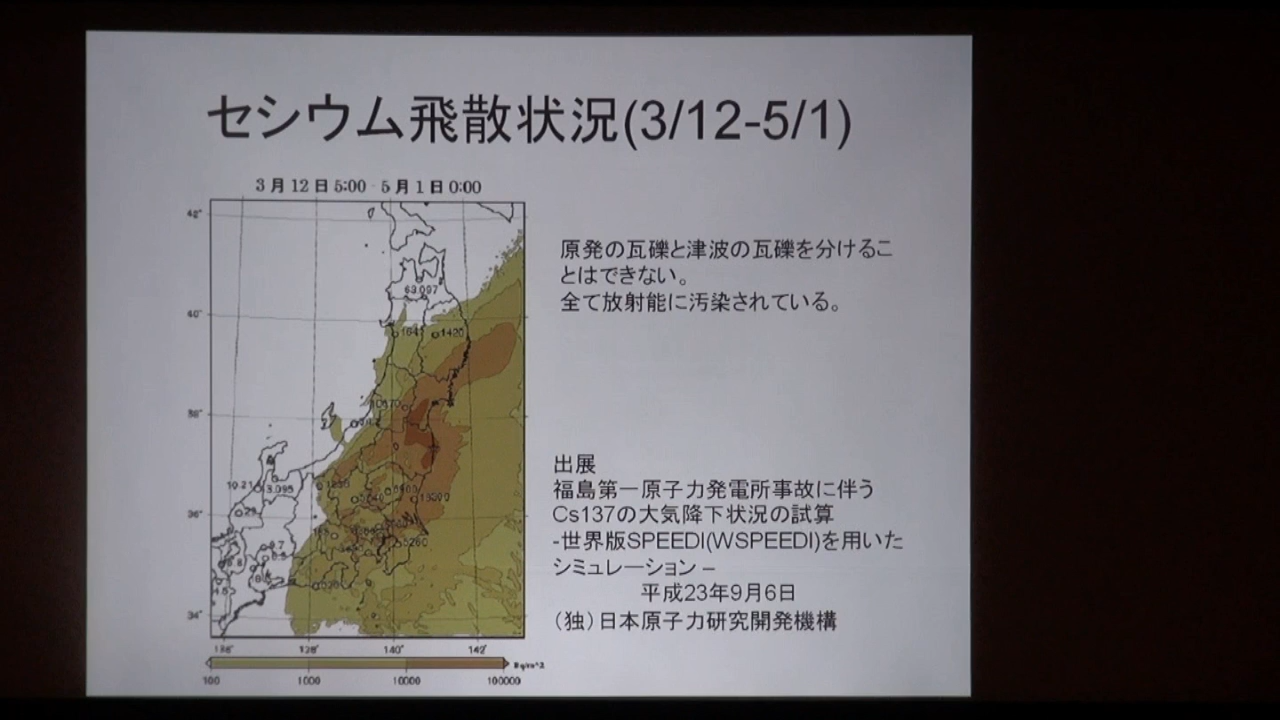 セシウム飛散状況(3/12-5/1)
3月12日5:00 5月1日0:00
原発の瓦礫と津波の瓦礫を分けるこ
とはできない。
全て放射能に汚染されている。
42°
63.097
40°
1420
38°
10.21
3.095
36°
34°
出展
福島第一原子力発電所事故に伴う
Cs137の大気降下状況の試算
-世界版SPEEDI(WSPEEDI)を用いた
シミュレーション –
平成23年9月6日
（独）日本原子力研究開発機構
136° 138° 140° 142°
100 1000 10000 100000